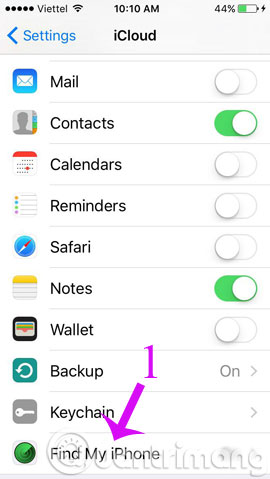 Viettel 10:10 AM 44%
Settings iCloud
Mail
Contacts
Calendars
Reminders
Safari
Notes
Wallet
1
Backup On
Keychain
Find My iPhone
uantrimang